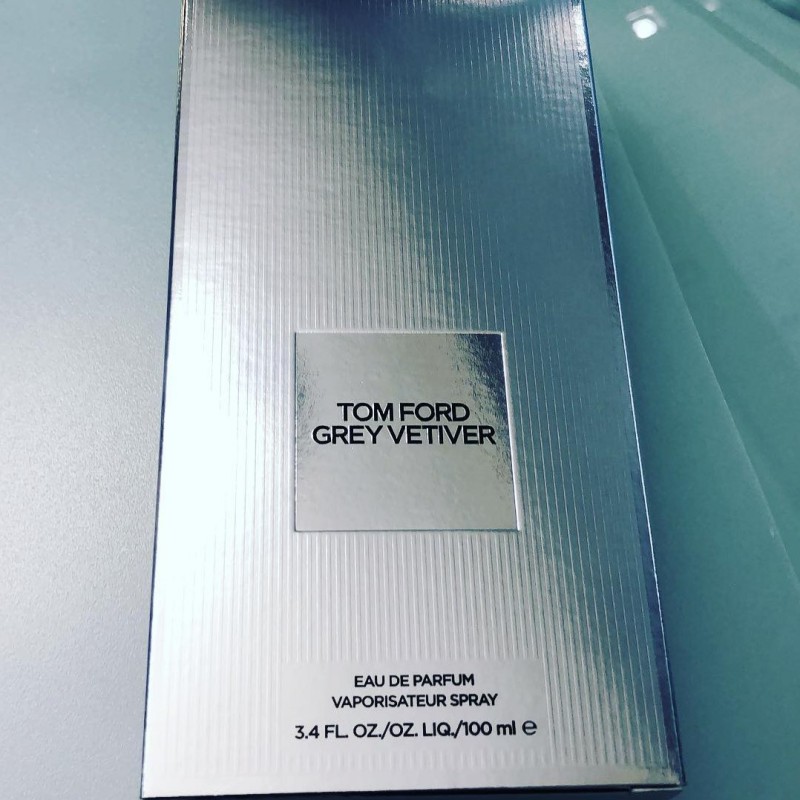 TOM FORD
GREY VETIVER
EAU DE PARFUM
VAPORISATEUR SPRAY
3.4 FL. OZ./OZ. LIQ./100 ml ℮